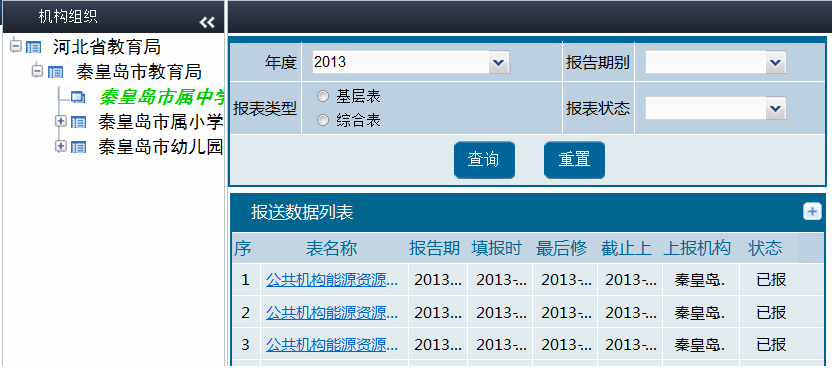 机构组织
河北省教育局
秦皇岛市教育局
秦皇岛市属中学
秦皇岛市属小学
秦皇岛市幼儿园
年度 2013 报告期别
报表类型 基层表 报表状态
综合表
查询 重置
报送数据列表
序 表名称 报告期 填报时 最后修 截止上 上报机构 状态
1 公共机构能源资源... 2013... 2013-... 2013-... 2013-... 秦皇岛.. 已报
2 公共机构能源资源... 2013... 2013-... 2013-... 2013-... 秦皇岛.. 已报
3 公共机构能源资源... 2013... 2013-... 2013-... 2013-... 秦皇岛.. 已报